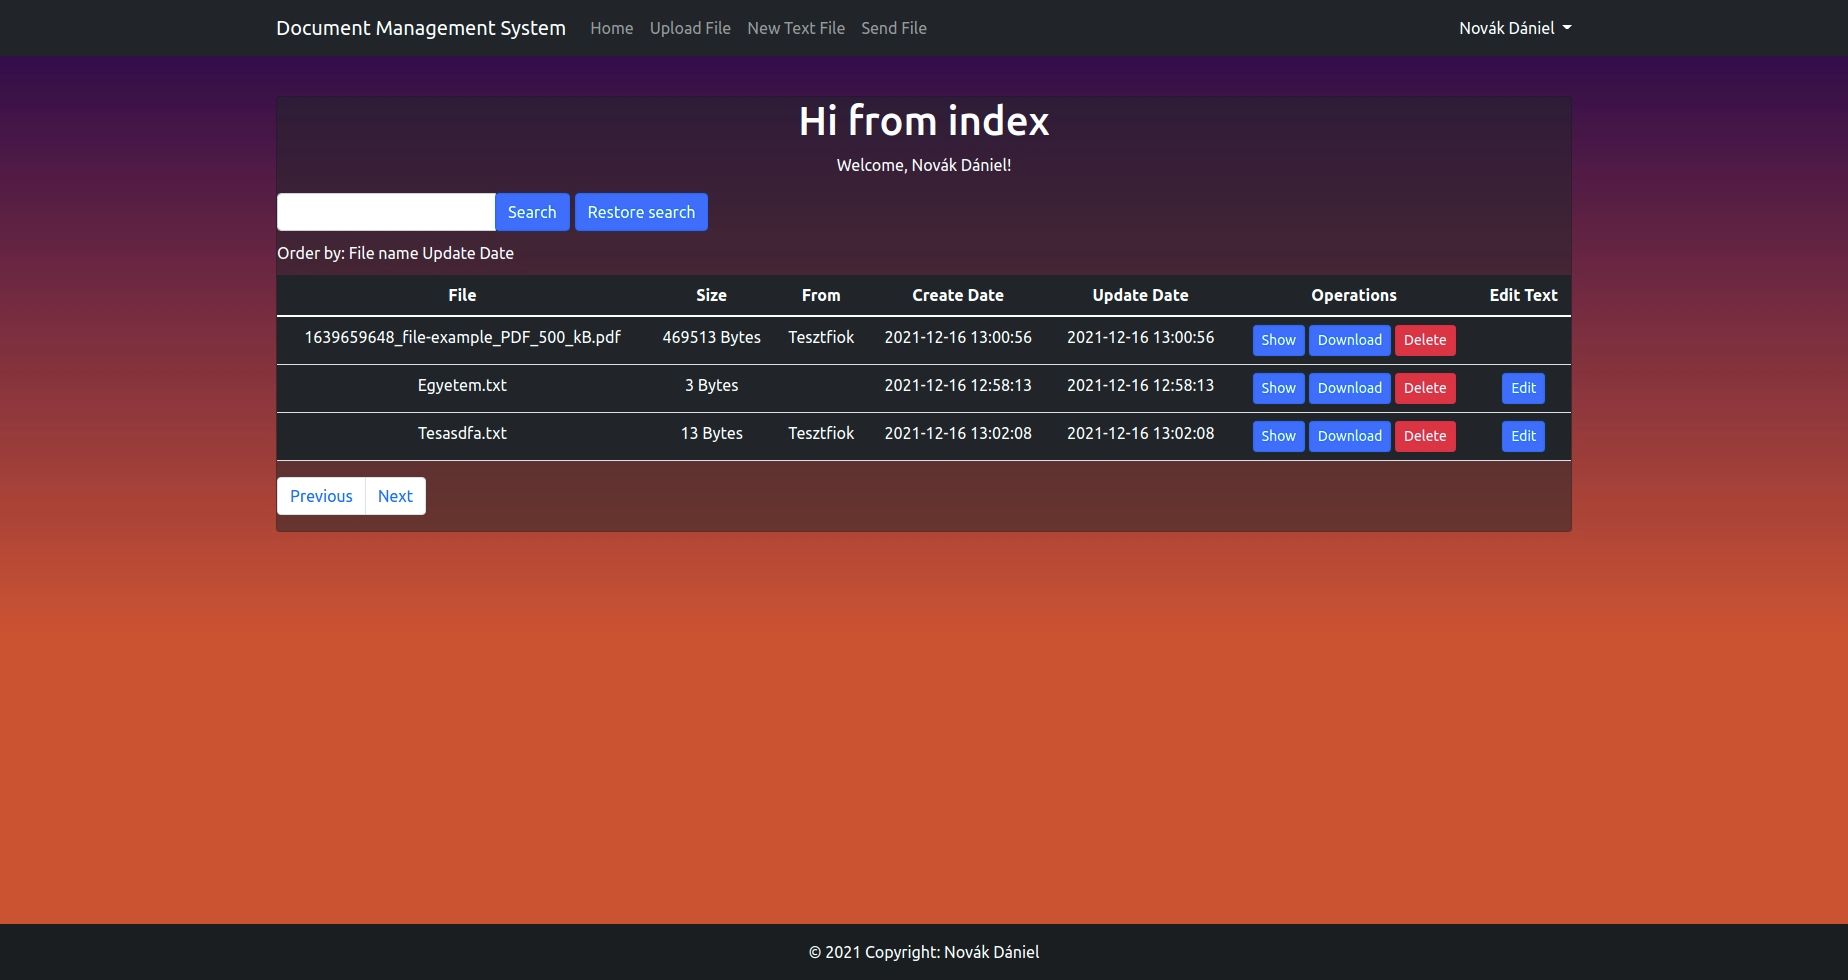 Document Management System Home Upload File New Text File Send File Novák Dániel
Hi from index
Welcome, Novák Dániel!
Search Restore search
Order by: File name Update Date
File Size From Create Date Update Date Operations Edit Text
1639659648_file-example_PDF_500_kB.pdf 469513 Bytes Tesztfiok 2021-12-16 13:00:56 2021-12-16 13:00:56 Show Download Delete
Egyetem.txt 3 Bytes 2021-12-16 12:58:13 2021-12-16 12:58:13 Show Download Delete Edit
Tesasdfa.txt 13 Bytes Tesztfiok 2021-12-16 13:02:08 2021-12-16 13:02:08 Show Download Delete Edit
Previous Next
© 2021 Copyright: Novák Dániel